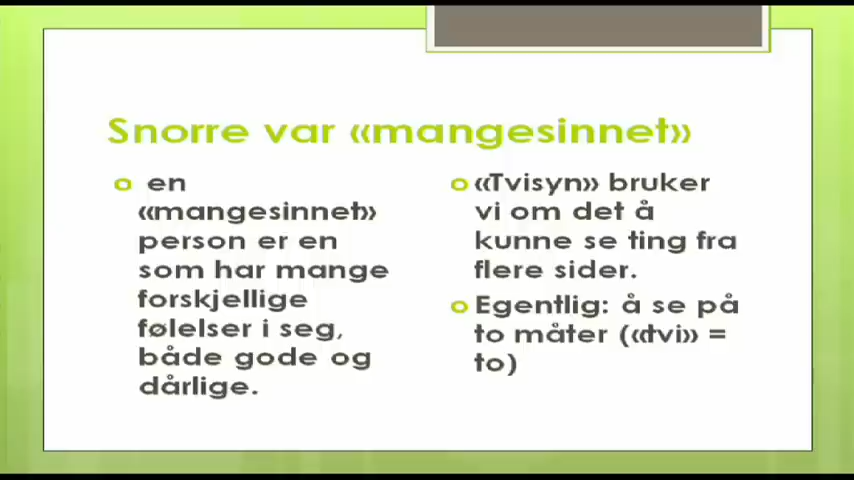 Snorre var «mangesinnet»
en
«mangesinnet»
person er en
som har mange
forskjellige
følelser i seg,
både gode og
dårlige.
«Tvisyn» bruker
vi om det å
kunne se ting fra
flere sider.
Egentlig: å se på
to måter («tvi» =
to)